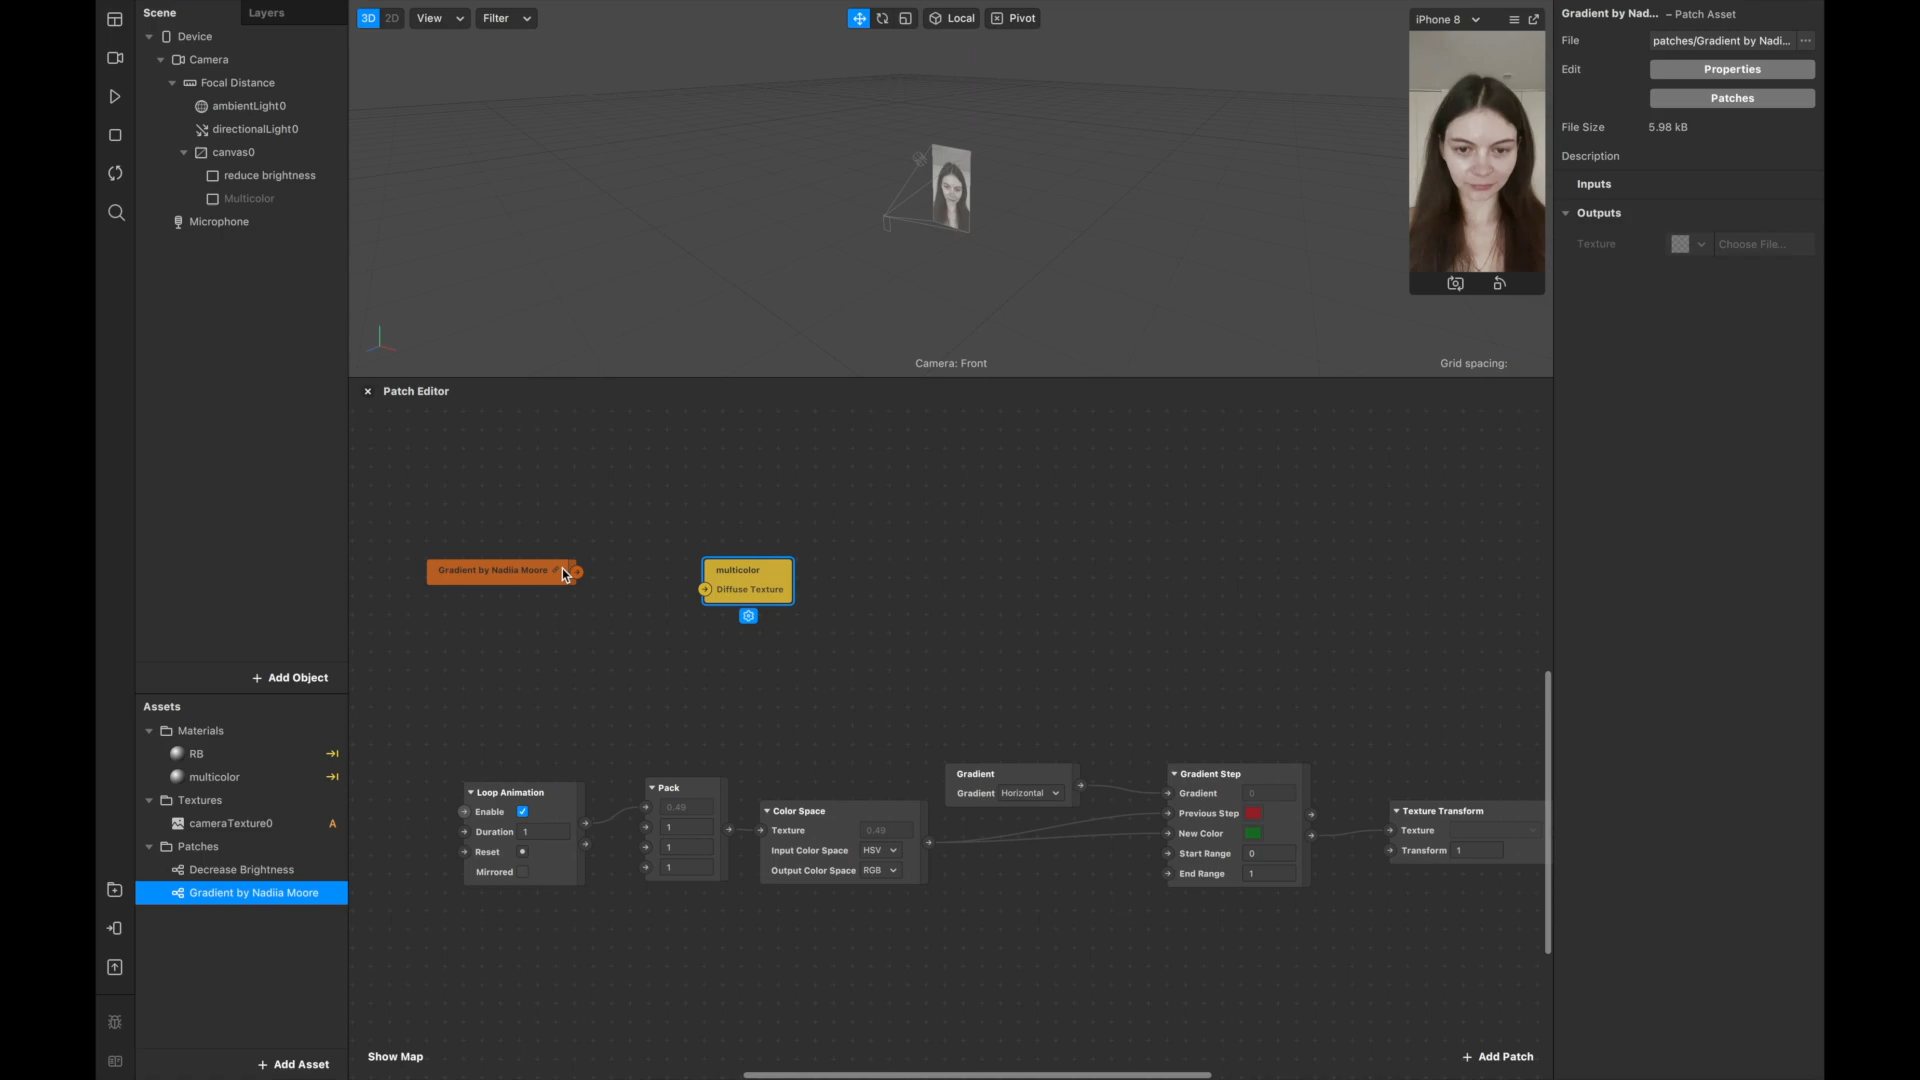 Scene
Layers
Device
Camera
Focal Distance
ambientLight0
directionalLight0
canvas0
reduce brightness
Multicolor
Microphone
+ Add Object
Assets
Materials
RB
multicolor
Textures
cameraTexture0
A
Patches
Decrease Brightness
Gradient by Nadiia Moore
+ Add Asset
3D 2D
View
Filter
Local
Pivot
iPhone 8
Camera: Front
Grid spacing:
Patch Editor
Gradient by Nadiia Moore
multicolor
Diffuse Texture
Loop Animation
Enable
Duration 1
Reset
Mirrored
Pack
0.49
1
1
1
Color Space
Texture 0.49
Input Color Space HSV
Output Color Space RGB
Gradient
Gradient Horizontal
Gradient Step
Gradient 0
Previous Step
New Color
Start Range 0
End Range 1
Texture Transform
Texture
Transform 1
Show Map
+ Add Patch
Gradient by Nad... – Patch Asset
File patches/Gradient by Nadi... ...
Edit Properties
Patches
File Size 5.98 kB
Description
Inputs
Outputs
Texture Choose File...